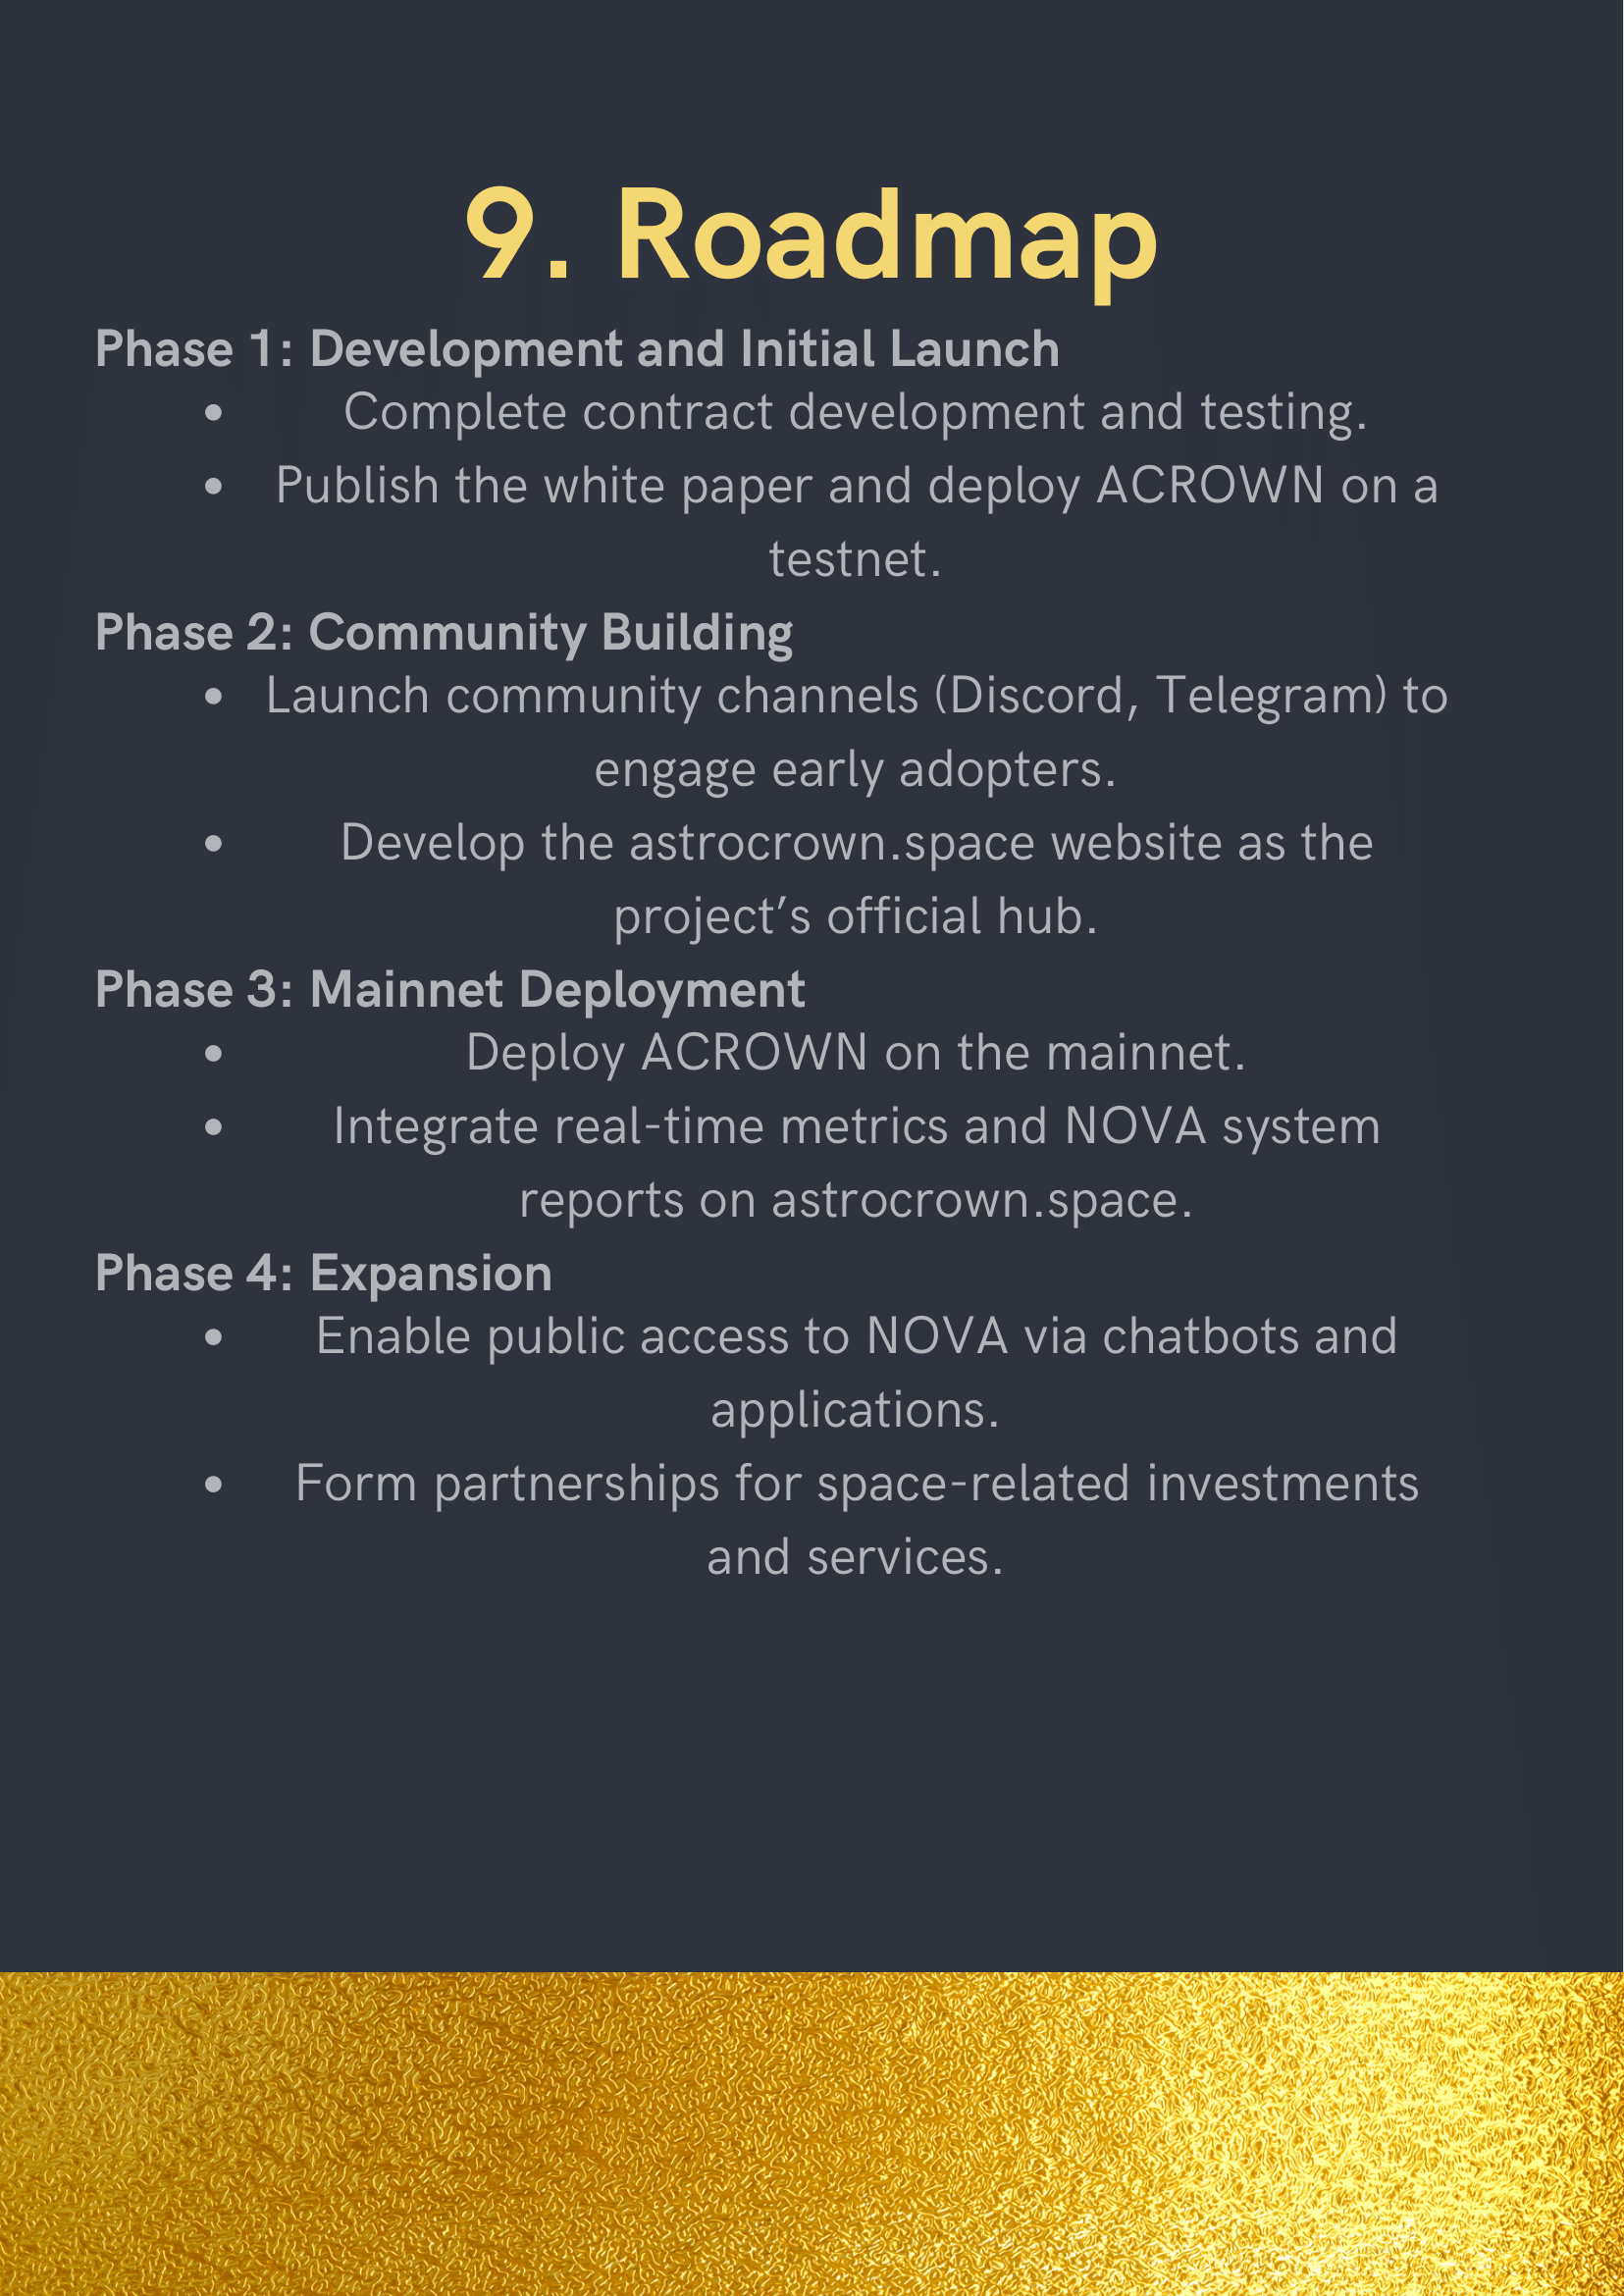 9. Roadmap
Phase 1: Development and Initial Launch
• Complete contract development and testing.
• Publish the white paper and deploy ACROWN on a
testnet.
Phase 2: Community Building
• Launch community channels (Discord, Telegram) to
engage early adopters.
• Develop the astrocrown.space website as the
project’s official hub.
Phase 3: Mainnet Deployment
• Deploy ACROWN on the mainnet.
• Integrate real-time metrics and NOVA system
reports on astrocrown.space.
Phase 4: Expansion
• Enable public access to NOVA via chatbots and
applications.
• Form partnerships for space-related investments
and services.